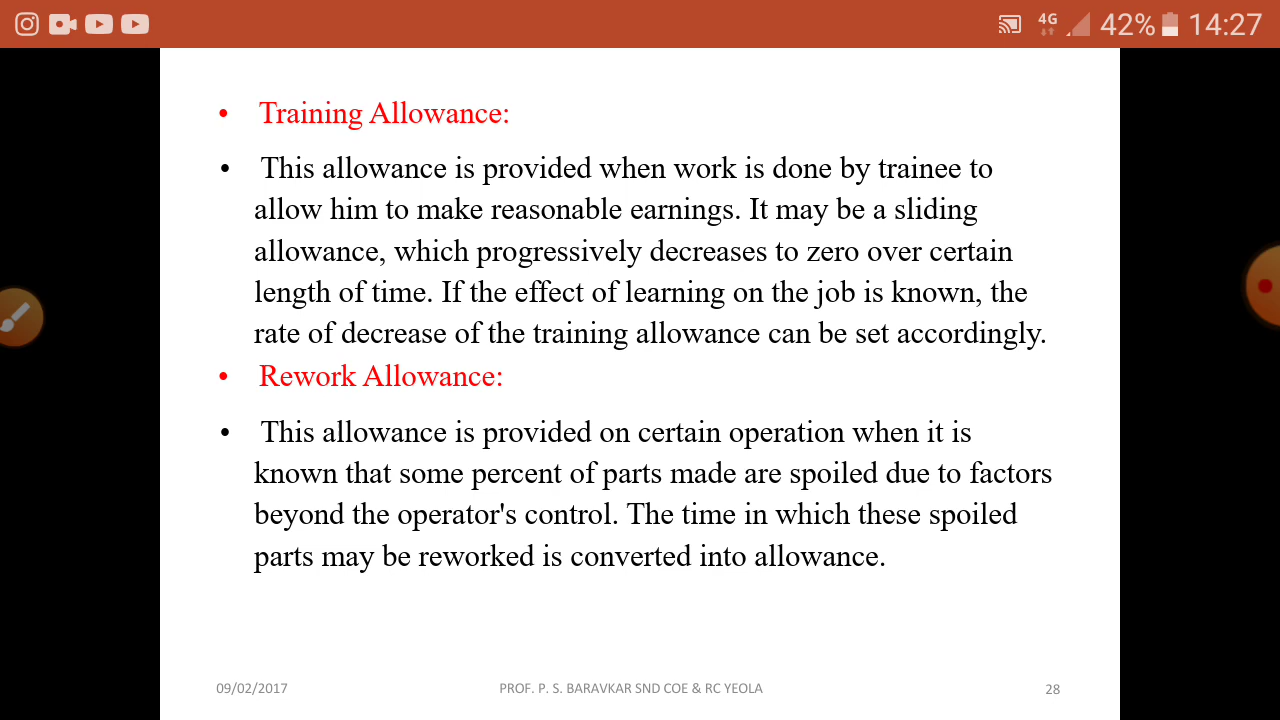 4G 42% 14:27
• Training Allowance:
• This allowance is provided when work is done by trainee to
allow him to make reasonable earnings. It may be a sliding
allowance, which progressively decreases to zero over certain
length of time. If the effect of learning on the job is known, the
rate of decrease of the training allowance can be set accordingly.
• Rework Allowance:
• This allowance is provided on certain operation when it is
known that some percent of parts made are spoiled due to factors
beyond the operator's control. The time in which these spoiled
parts may be reworked is converted into allowance.
09/02/2017 PROF. P. S. BARAVKAR SND COE & RC YEOLA 28